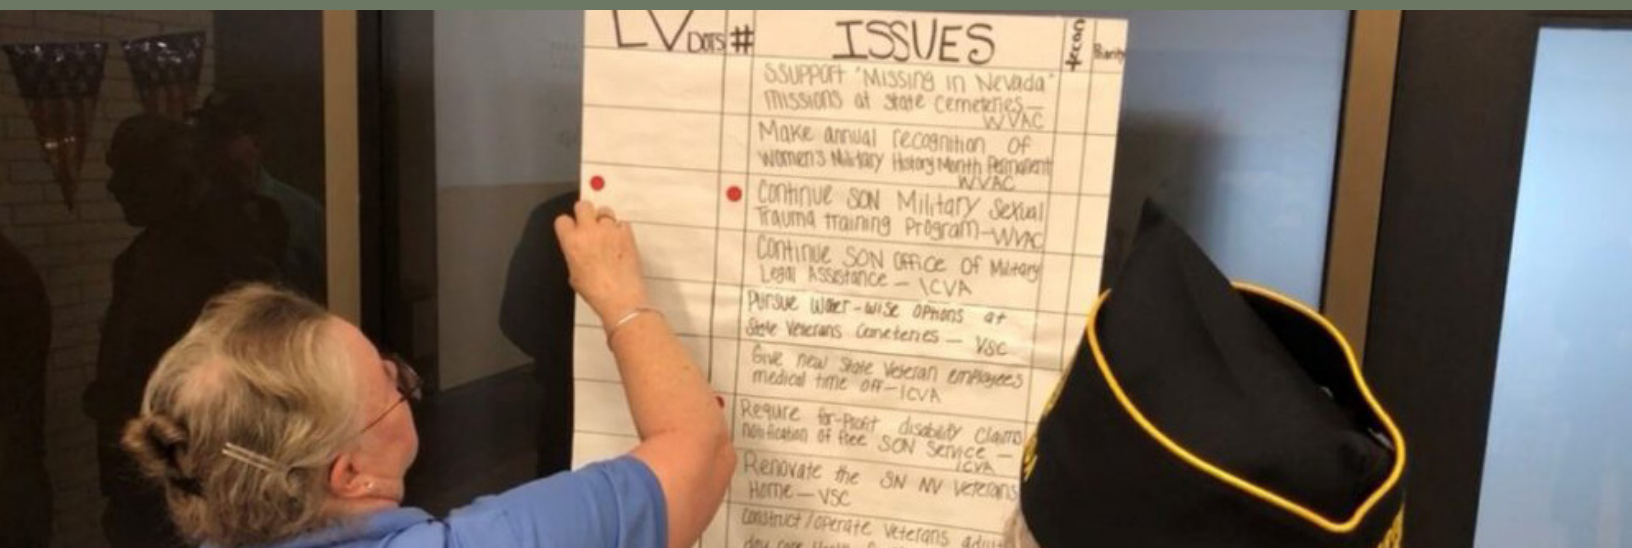 LV DOTS # ISSUES
SSUPPORT "MISSING IN NEVADA"
MISSIONS at State Cemeteries—
WVAC
Make annual recognition of
Women's Military History Month Permanent
WVAC
Continue SON Military Sexual
Trauma training Program—WVAC
Continue SON Office Of Military
Legal Assistance — ICVA
Pursue Water-wise options at
State Veterans Cemeteries — VSC
Give new State Veteran employees
medical time off—ICVA
Require for-Profit disability Claims
notification of free SON Service —
ICVA
Renovate the SN NV Veterans
Home—VSC
Construct/operate Veterans adult
day care